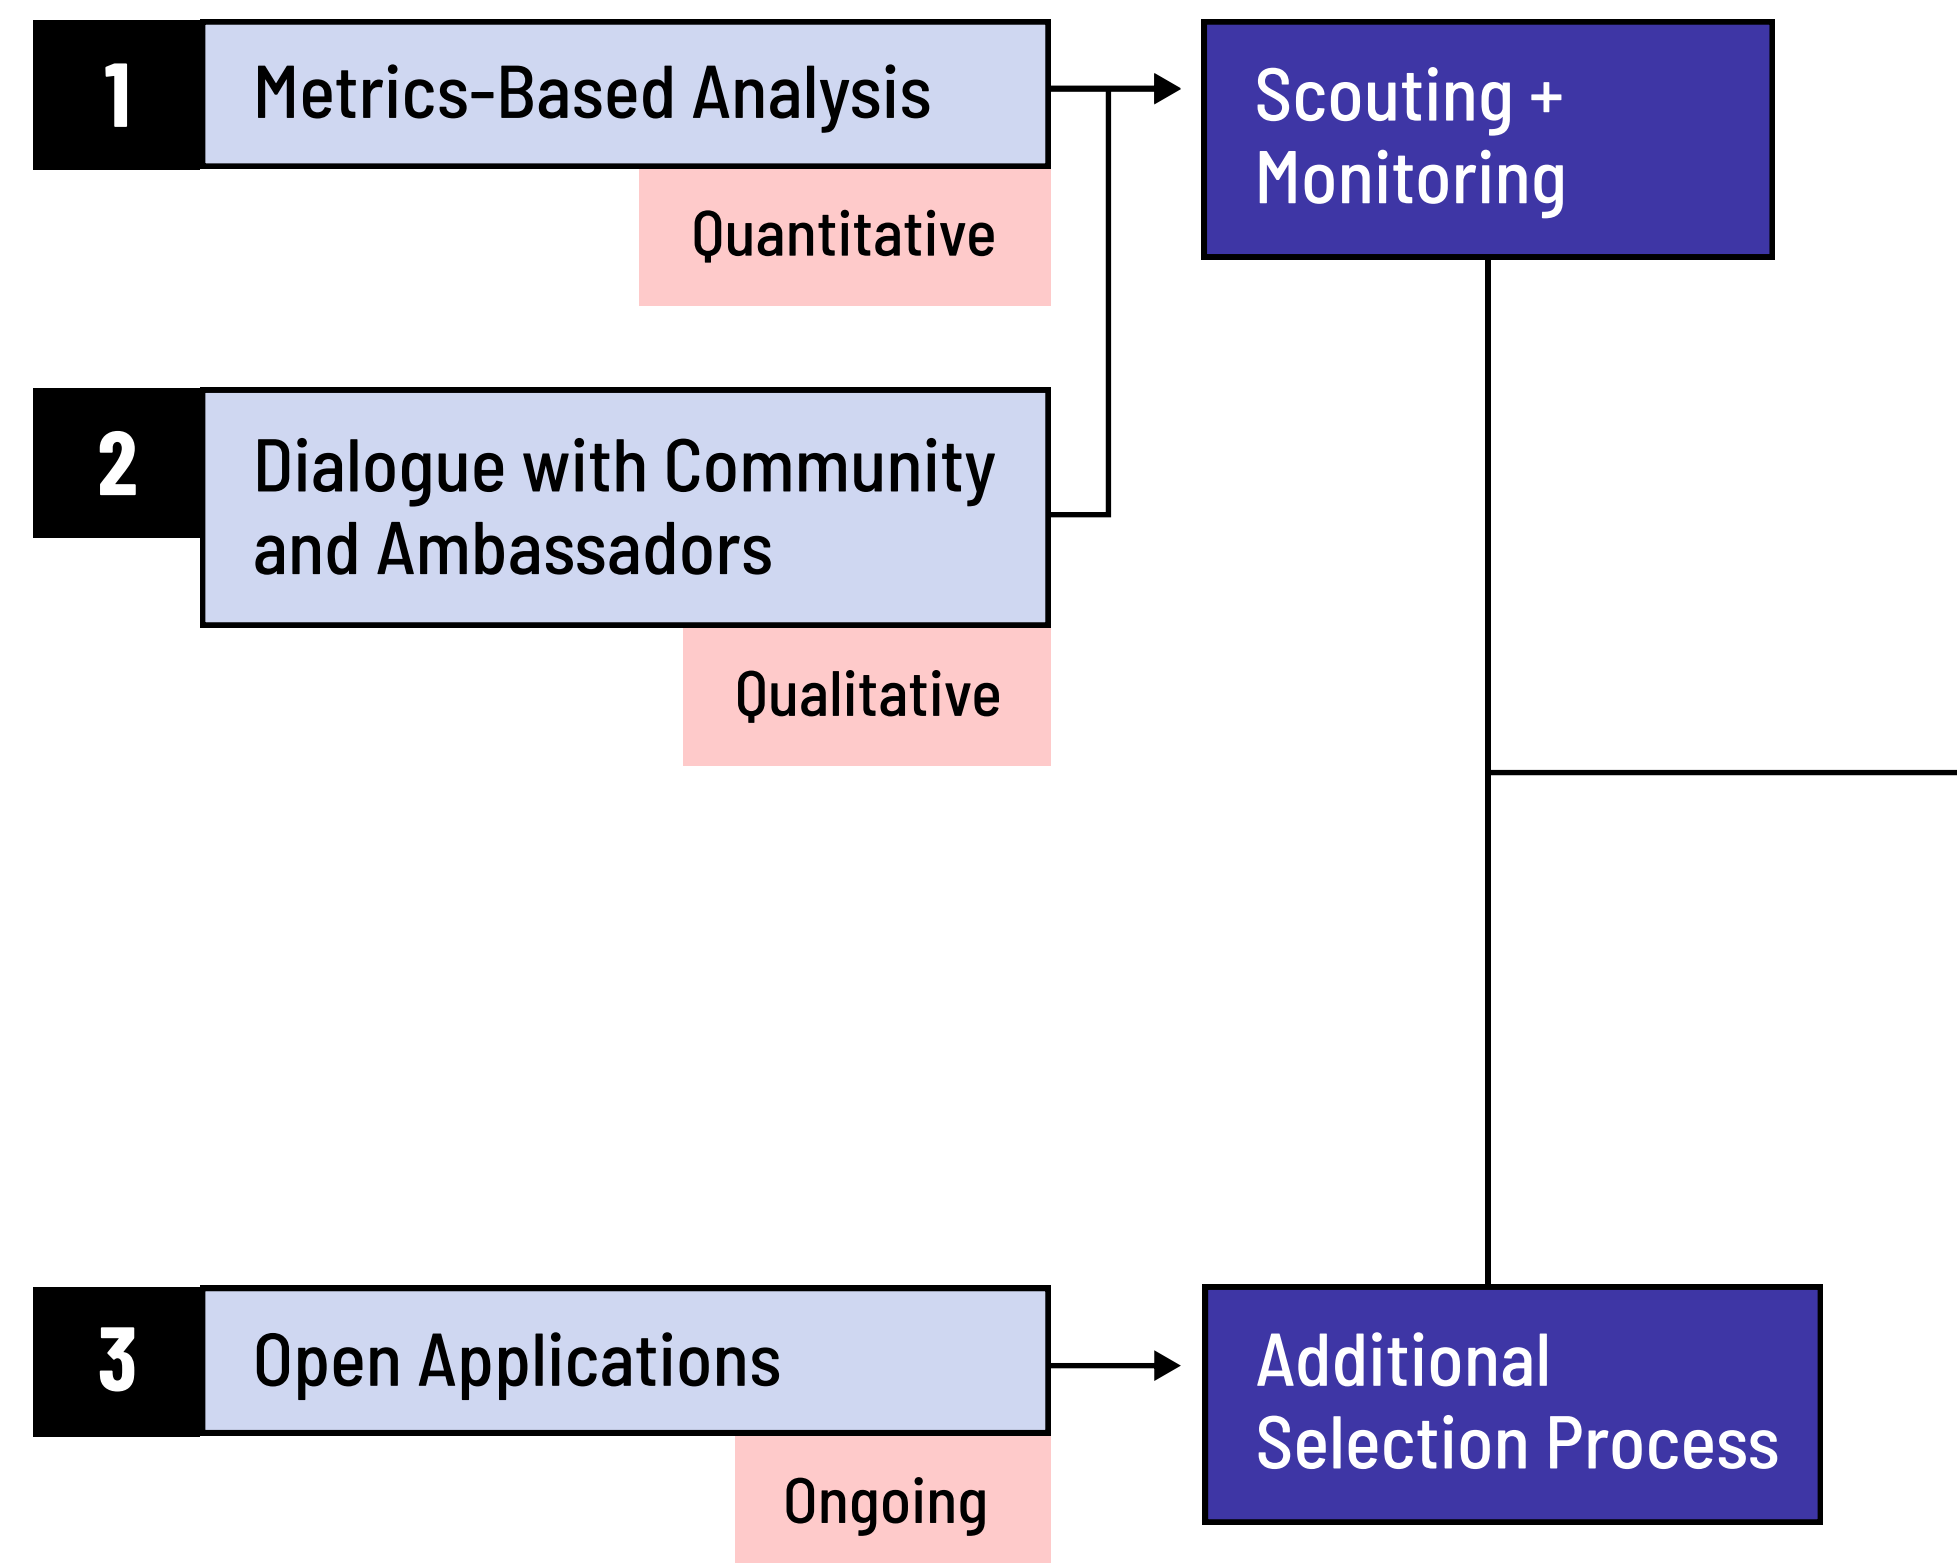 1
Metrics-Based Analysis
Quantitative
Scouting +
Monitoring
2
Dialogue with Community
and Ambassadors
Qualitative
3
Open Applications
Ongoing
Additional
Selection Process